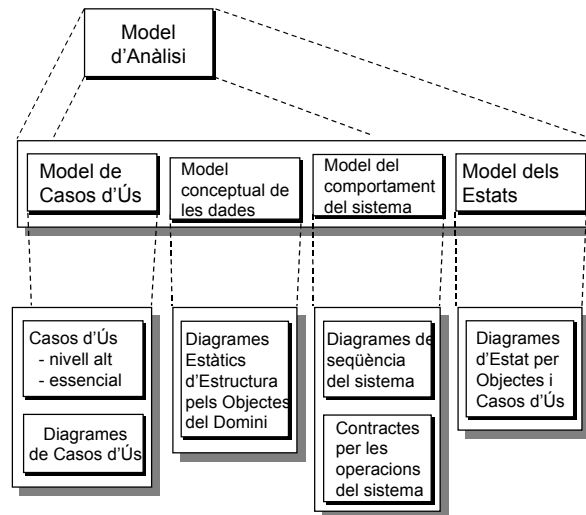 Model
d'Anàlisi
Model de
Casos d'Ús
Model
conceptual de
les dades
Model del
comportament
del sistema
Model dels
Estats
Casos d'Ús
- nivell alt
- essencial
Diagrames
de Casos d'Ús
Diagrames
Estàtics
d'Estructura
pels Objectes
del Domini
Diagrames de
seqüència
del sistema
Contractes
per les
operacions
del sistema
Diagrames
d'Estat per
Objectes i
Casos d'Ús